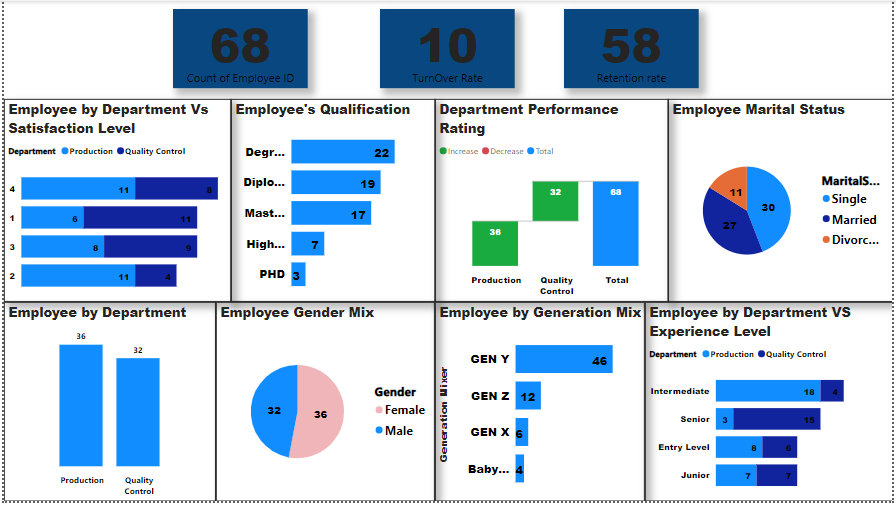 68
Count of Employee ID
10
TurnOver Rate
58
Retention rate
Employee by Department Vs
Satisfaction Level
Department Production Quality Control
4 11 8
1 6 11
3 8 9
2 11 4
Employee's Qualification
Degr... 22
Diplo... 19
Mast... 17
High... 7
PHD 3
Department Performance
Rating
Increase Decrease Total
36
32
68
Production Quality Total
Control
Employee Marital Status
11
30
27
MaritalS...
Single
Married
Divorc...
Employee by Department
36
32
Production Quality
Control
Employee Gender Mix
32 36
Gender
Female
Male
Employee by Generation Mix
Generation Mixer
GEN Y 46
GEN Z 12
GEN X 6
Baby... 4
Employee by Department VS
Experience Level
Department Production Quality Control
Intermediate 18 4
Senior 3 15
Entry Level 8 6
Junior 7 7